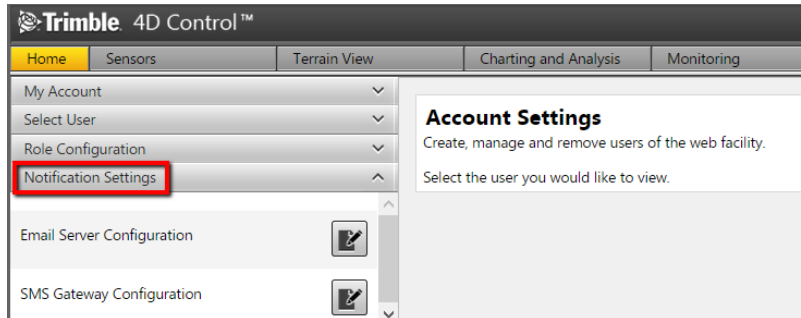 Trimble. 4D Control™
Home Sensors Terrain View Charting and Analysis Monitoring
My Account
Select User
Role Configuration
Notification Settings
Email Server Configuration
SMS Gateway Configuration
Account Settings
Create, manage and remove users of the web facility.
Select the user you would like to view.